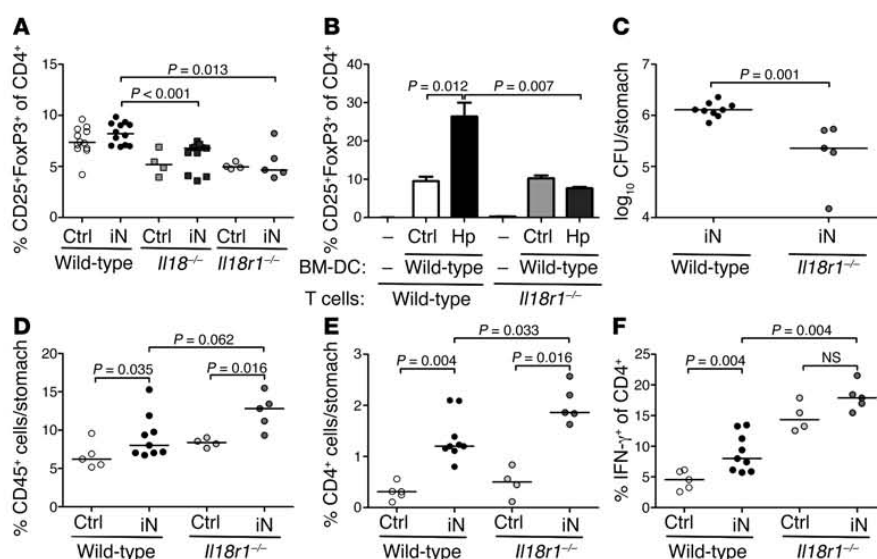 A
% CD25⁺FoxP3⁺ of CD4⁺
15
10
5
0
P = 0.013
P < 0.001
Ctrl iN Ctrl iN Ctrl iN
Wild-type Il18⁻/⁻ Il18r1⁻/⁻
B
% CD25⁺FoxP3⁺ of CD4⁺
40
30
20
10
0
P = 0.012 P = 0.007
– Ctrl Hp – Ctrl Hp
BM-DC: Wild-type Wild-type
T cells: Wild-type Il18r1⁻/⁻
C
log₁₀ CFU/stomach
7
6
5
4
P = 0.001
iN iN
Wild-type Il18r1⁻/⁻
D
% CD45⁺ cells/stomach
20
15
10
5
0
P = 0.062
P = 0.035 P = 0.016
Ctrl iN Ctrl iN
Wild-type Il18r1⁻/⁻
E
% CD4⁺ cells/stomach
4
3
2
1
0
P = 0.033
P = 0.004 P = 0.016
Ctrl iN Ctrl iN
Wild-type Il18r1⁻/⁻
F
% IFN-γ⁺ of CD4⁺
25
20
15
10
5
0
P = 0.004
P = 0.004 NS
Ctrl iN Ctrl iN
Wild-type Il18r1⁻/⁻